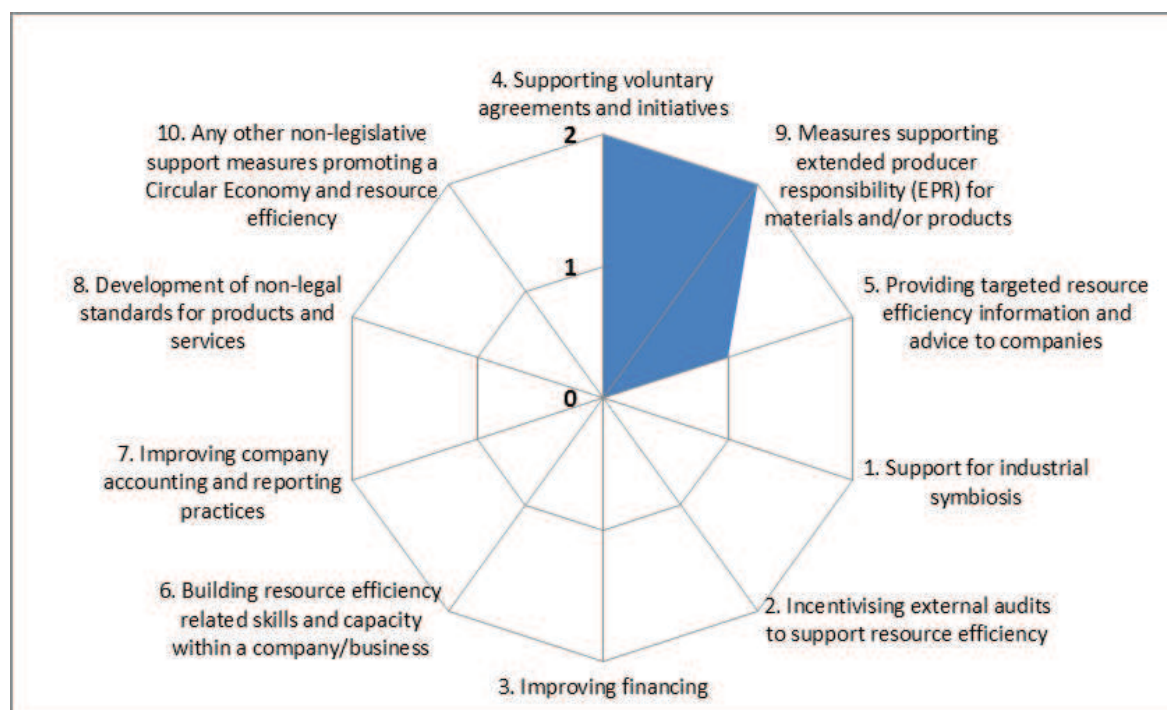 4. Supporting voluntary
agreements and initiatives
2
9. Measures supporting
extended producer
responsibility (EPR) for
materials and/or products
5. Providing targeted resource
efficiency information and
advice to companies
1. Support for industrial
symbiosis
2. Incentivising external audits
to support resource efficiency
3. Improving financing
6. Building resource efficiency
related skills and capacity
within a company/business
7. Improving company
accounting and reporting
practices
8. Development of non-legal
standards for products and
services
10. Any other non-legislative
support measures promoting a
Circular Economy and resource
efficiency
1
0